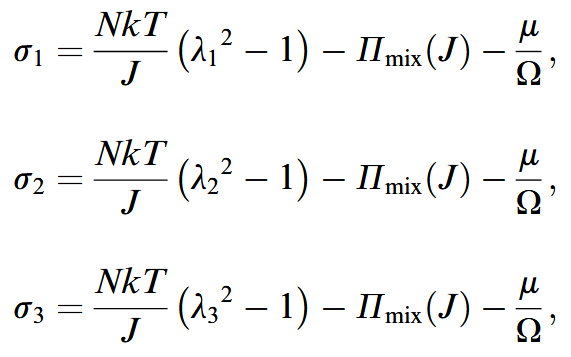 σ₁ = NkT/J (λ₁² − 1) − Π_mix(J) − μ/Ω,
σ₂ = NkT/J (λ₂² − 1) − Π_mix(J) − μ/Ω,
σ₃ = NkT/J (λ₃² − 1) − Π_mix(J) − μ/Ω,